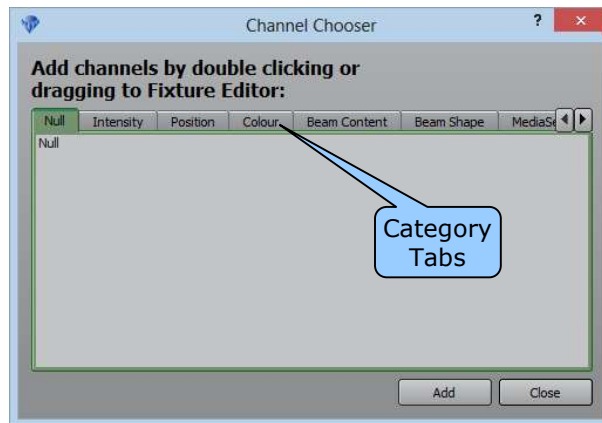 Channel Chooser ?
Add channels by double clicking or
dragging to Fixture Editor:
Null Intensity Position Colour Beam Content Beam Shape MediaSe
Null
Category
Tabs
Add Close